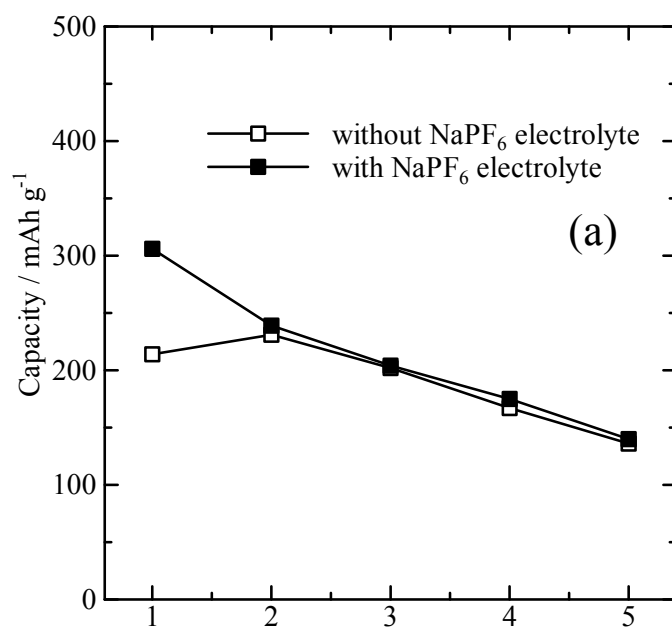 500
400
300
200
100
0
Capacity / mAh g-1
without NaPF6 electrolyte
with NaPF6 electrolyte
(a)
1 2 3 4 5